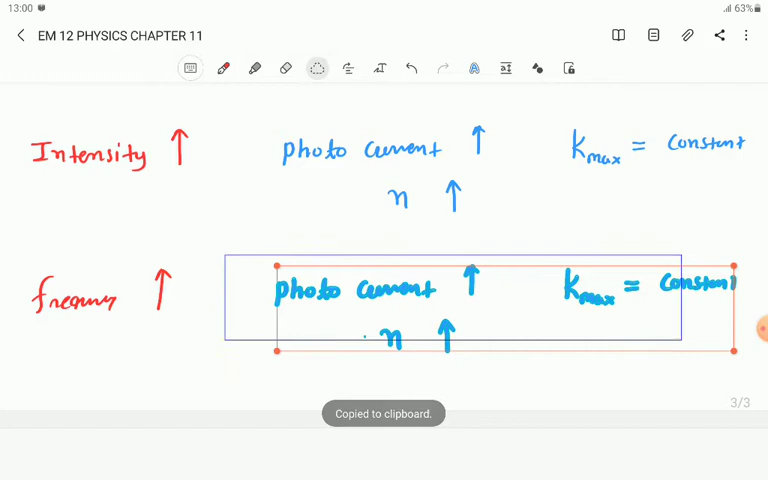 13:00
63%
EM 12 PHYSICS CHAPTER 11
Intensity ↑ photo current ↑ Kmax = constant
n ↑
photo current ↑ Kmax = constant
n ↑
3/3
Copied to clipboard.